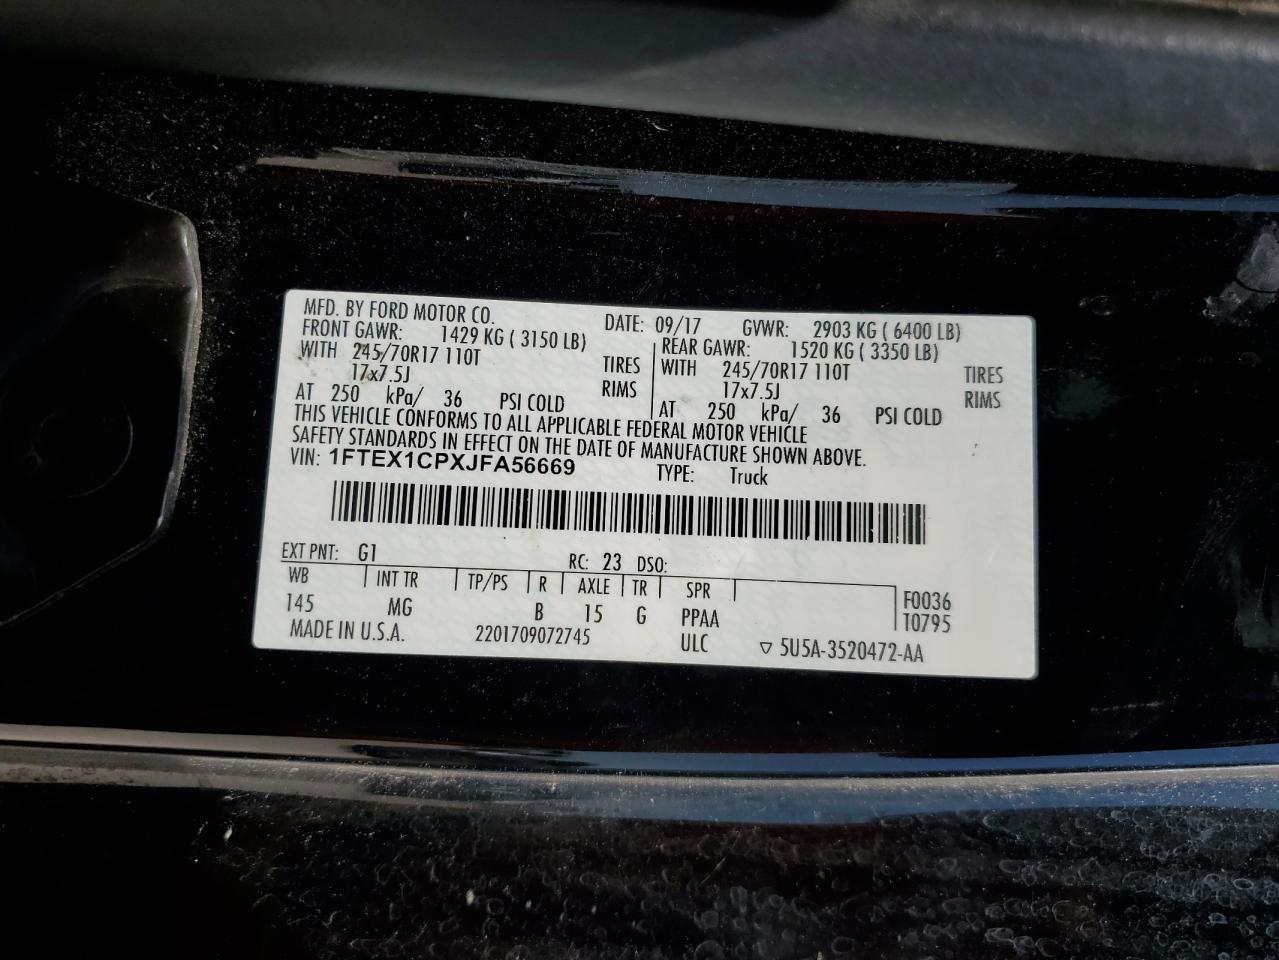 MFD. BY FORD MOTOR CO. DATE: 09/17 GVWR: 2903 KG ( 6400 LB)
FRONT GAWR: 1429 KG ( 3150 LB) REAR GAWR: 1520 KG ( 3350 LB)
WITH 245/70R17 110T TIRES WITH 245/70R17 110T TIRES
17x7.5J RIMS 17x7.5J RIMS
AT 250 kPa/ 36 PSI COLD AT 250 kPa/ 36 PSI COLD
THIS VEHICLE CONFORMS TO ALL APPLICABLE FEDERAL MOTOR VEHICLE
SAFETY STANDARDS IN EFFECT ON THE DATE OF MANUFACTURE SHOWN ABOVE.
VIN: 1FTEX1CPXJFA56669 TYPE: Truck
EXT PNT: G1 RC: 23 DSO:
WB INT TR TP/PS R AXLE TR SPR F0036
145 MG B 15 G PPAA T0795
MADE IN U.S.A. 2201709072745 ULC ▽ 5U5A-3520472-AA